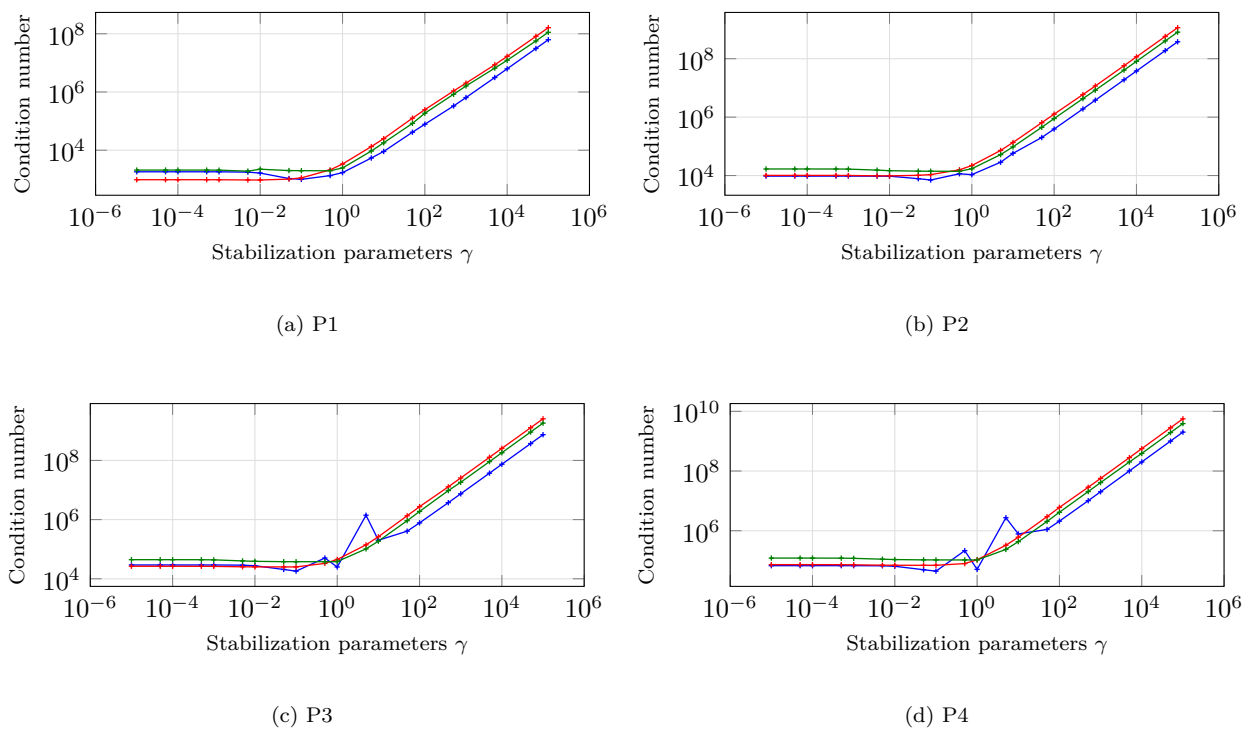 Condition number
10^8
10^6
10^4
10^−6 10^−4 10^−2 10^0 10^2 10^4 10^6
Stabilization parameters γ
(a) P1
Condition number
10^8
10^6
10^4
10^−6 10^−4 10^−2 10^0 10^2 10^4 10^6
Stabilization parameters γ
(b) P2
Condition number
10^8
10^6
10^4
10^−6 10^−4 10^−2 10^0 10^2 10^4 10^6
Stabilization parameters γ
(c) P3
Condition number
10^10
10^8
10^6
10^−6 10^−4 10^−2 10^0 10^2 10^4 10^6
Stabilization parameters γ
(d) P4